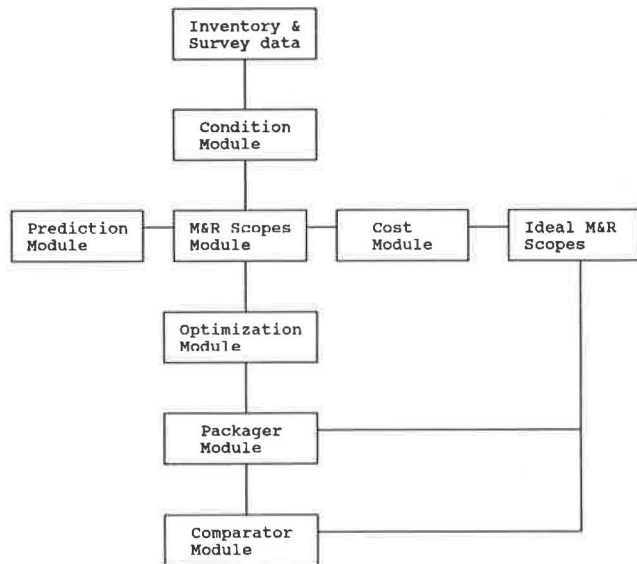 Inventory &
Survey data
Condition
Module
Prediction
Module
M&R Scopes
Module
Cost
Module
Ideal M&R
Scopes
Optimization
Module
Packager
Module
Comparator
Module